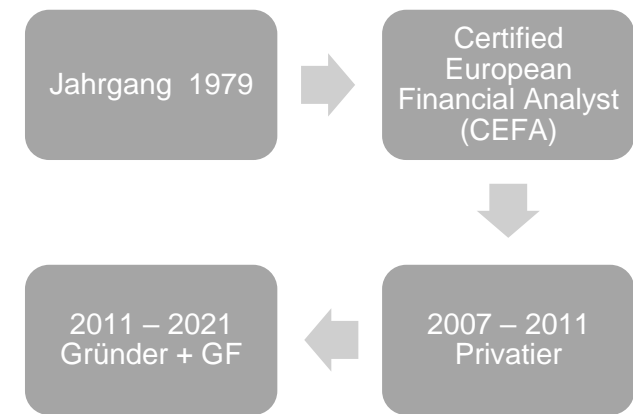 Jahrgang 1979
Certified
European
Financial Analyst
(CEFA)
2007 – 2011
Privatier
2011 – 2021
Gründer + GF